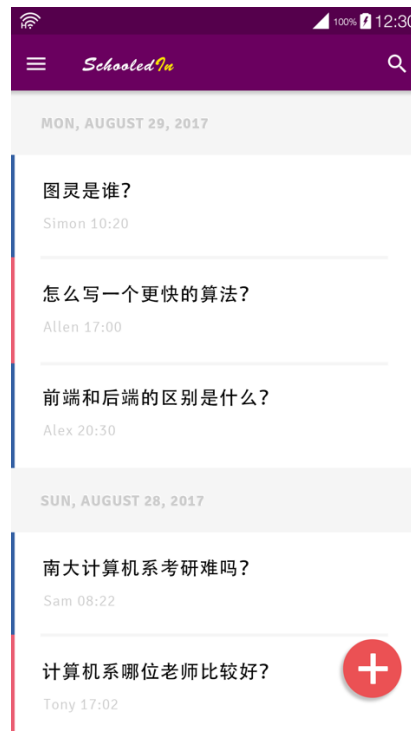 100% 12:30
SchooledIn
MON, AUGUST 29, 2017
图灵是谁?
Simon 10:20
怎么写一个更快的算法?
Allen 17:00
前端和后端的区别是什么?
Alex 20:30
SUN, AUGUST 28, 2017
南大计算机系考研难吗?
Sam 08:22
计算机系哪位老师比较好?
Tony 17:02